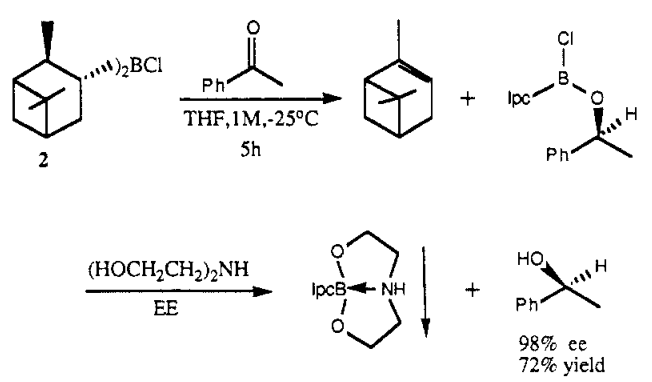 )₂BCl
2
O
Ph
THF,1M,-25°C
5h
+
Cl
B
Ipc
O
H
Ph
(HOCH₂CH₂)₂NH
EE
O
IpcB
NH
O
+
HO
H
Ph
98% ee
72% yield